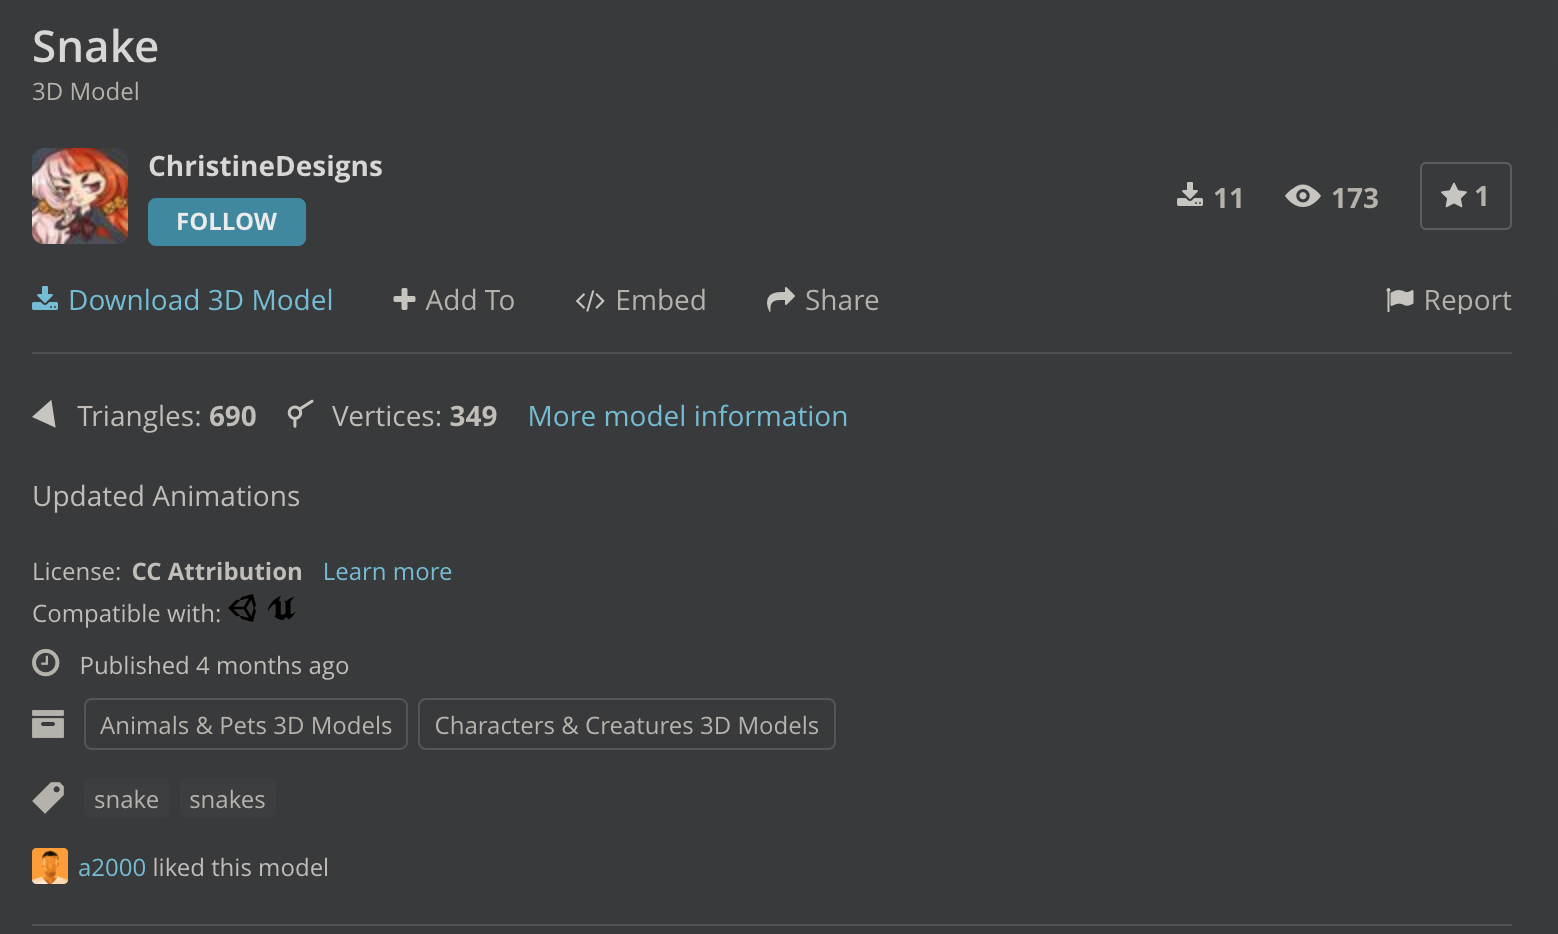 Snake
3D Model
ChristineDesigns
FOLLOW
11 173 1
Download 3D Model Add To Embed Share Report
Triangles: 690 Vertices: 349 More model information
Updated Animations
License: CC Attribution Learn more
Compatible with:
Published 4 months ago
Animals & Pets 3D Models Characters & Creatures 3D Models
snake snakes
a2000 liked this model